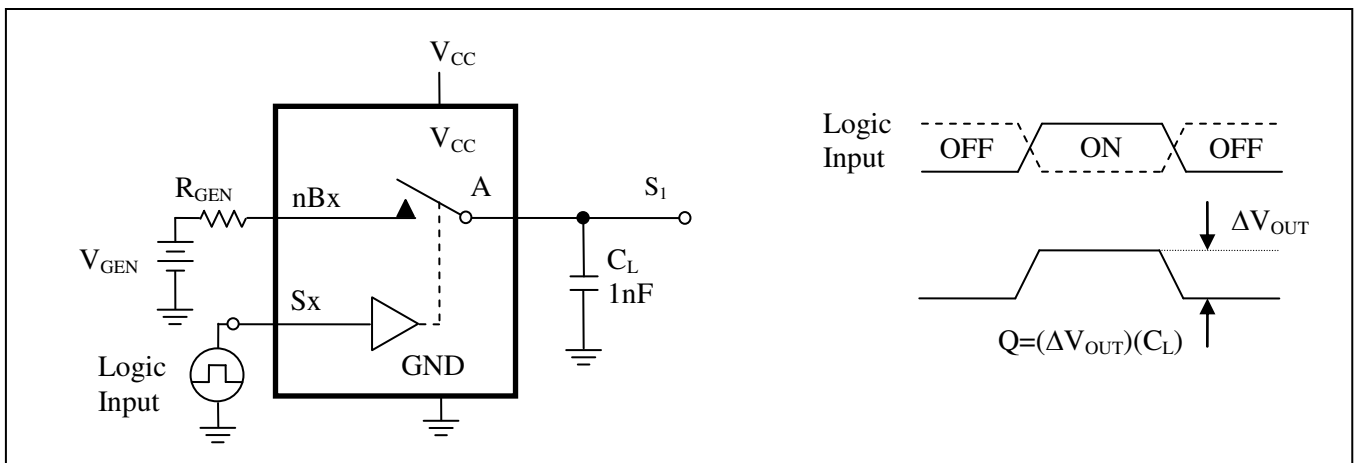 V_CC
V_CC
R_GEN
nBx
A
S_1
V_GEN
C_L
1nF
Sx
GND
Logic
Input
Logic
Input
OFF
ON
OFF
ΔV_OUT
Q=(ΔV_OUT)(C_L)